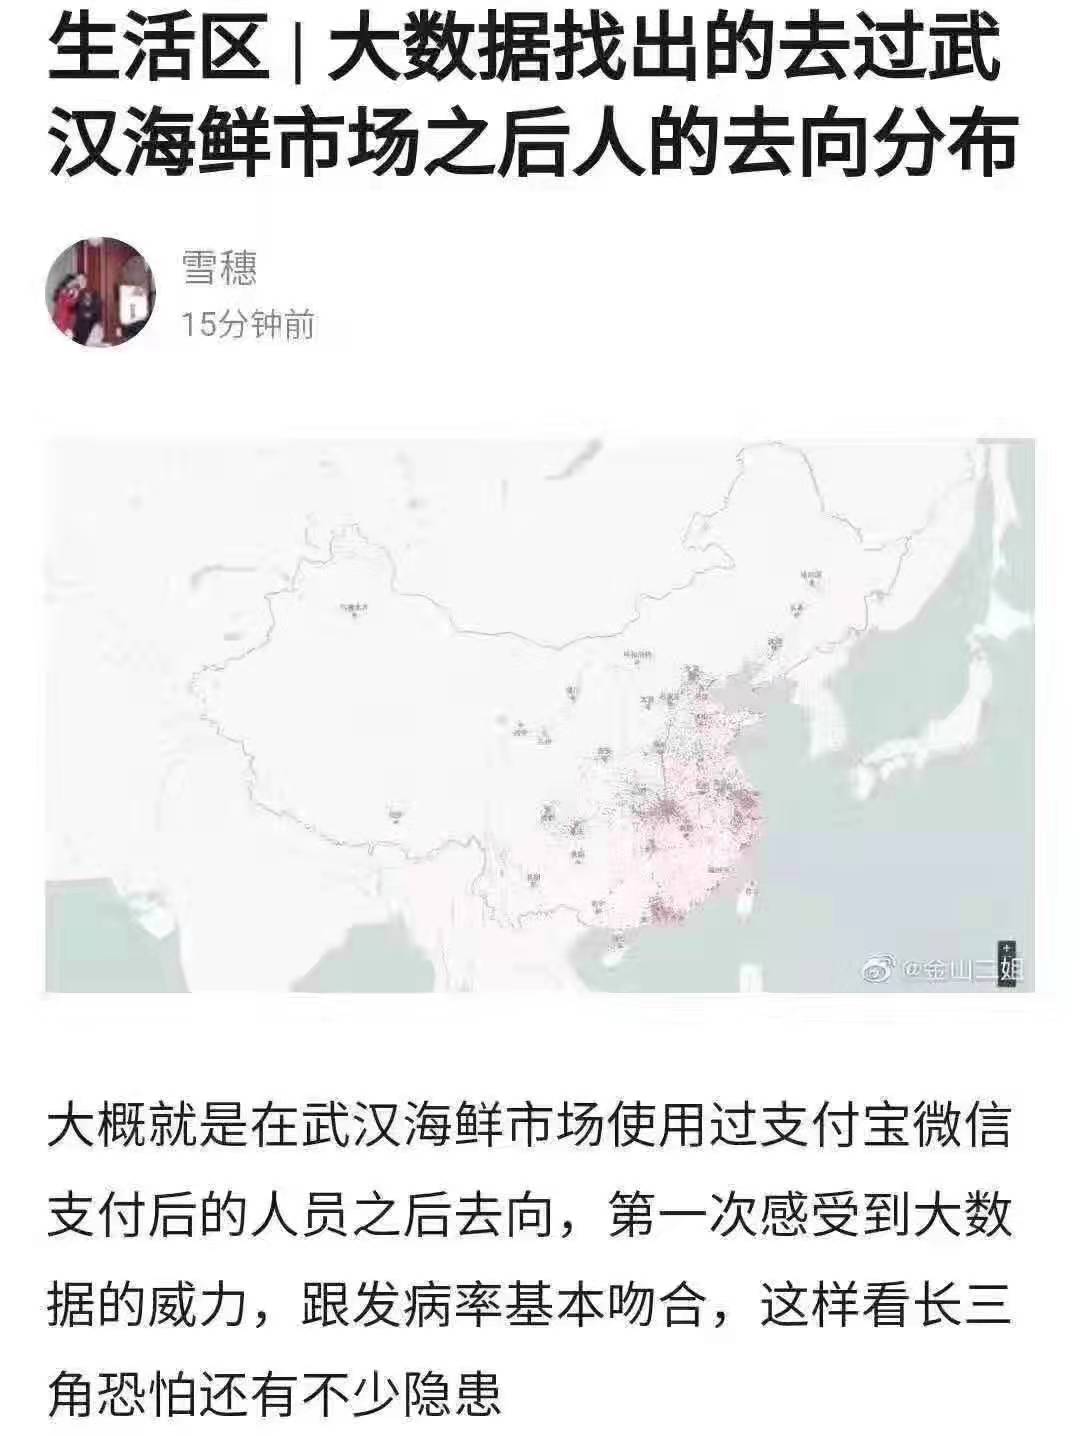 生活区 | 大数据找出的去过武
汉海鲜市场之后人的去向分布
雪穗
15分钟前
@金山二姐
大概就是在武汉海鲜市场使用过支付宝微信
支付后的人员之后去向，第一次感受到大数
据的威力，跟发病率基本吻合，这样看长三
角恐怕还有不少隐患